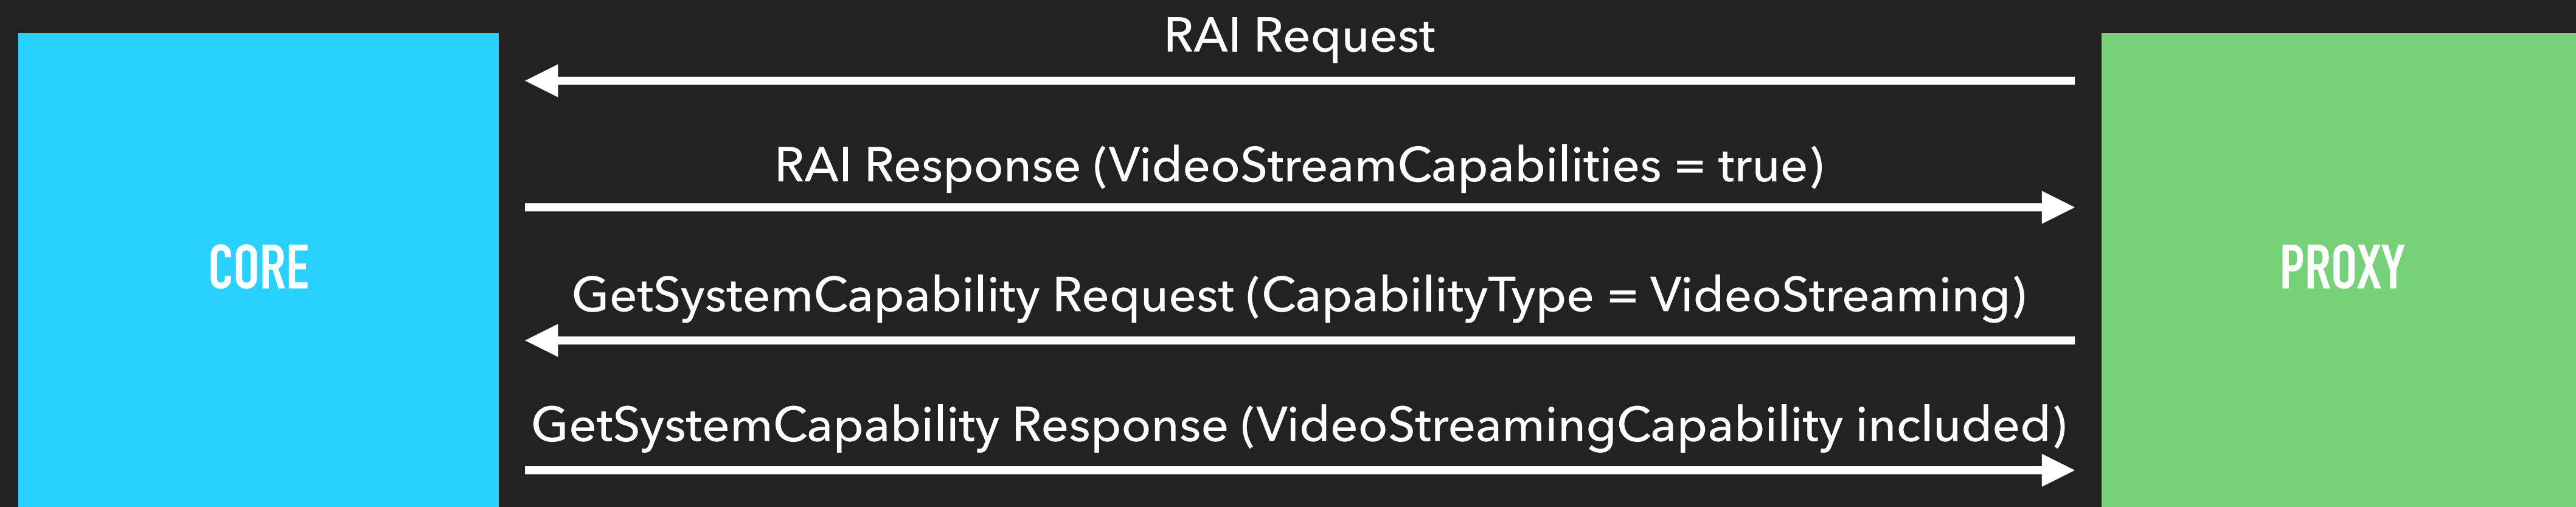 RAI Request
RAI Response (VideoStreamCapabilities = true)
CORE
PROXY
GetSystemCapability Request (CapabilityType = VideoStreaming)
GetSystemCapability Response (VideoStreamingCapability included)